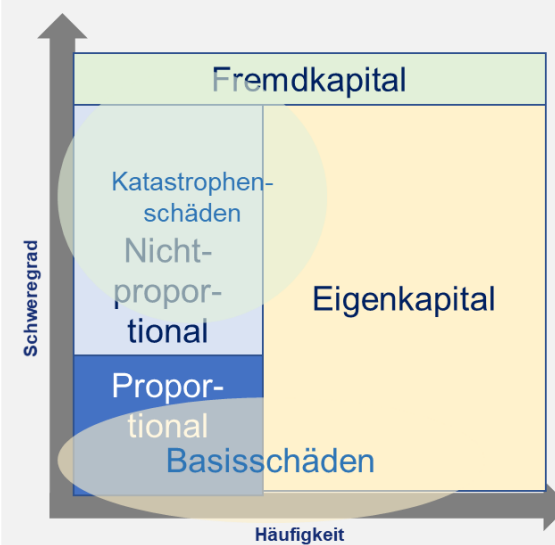 Fremdkapital
Katastrophen-
schäden
Nicht-
propor-
tional
Eigenkapital
Propor-
tional
Basisschäden
Schweregrad
Häufigkeit